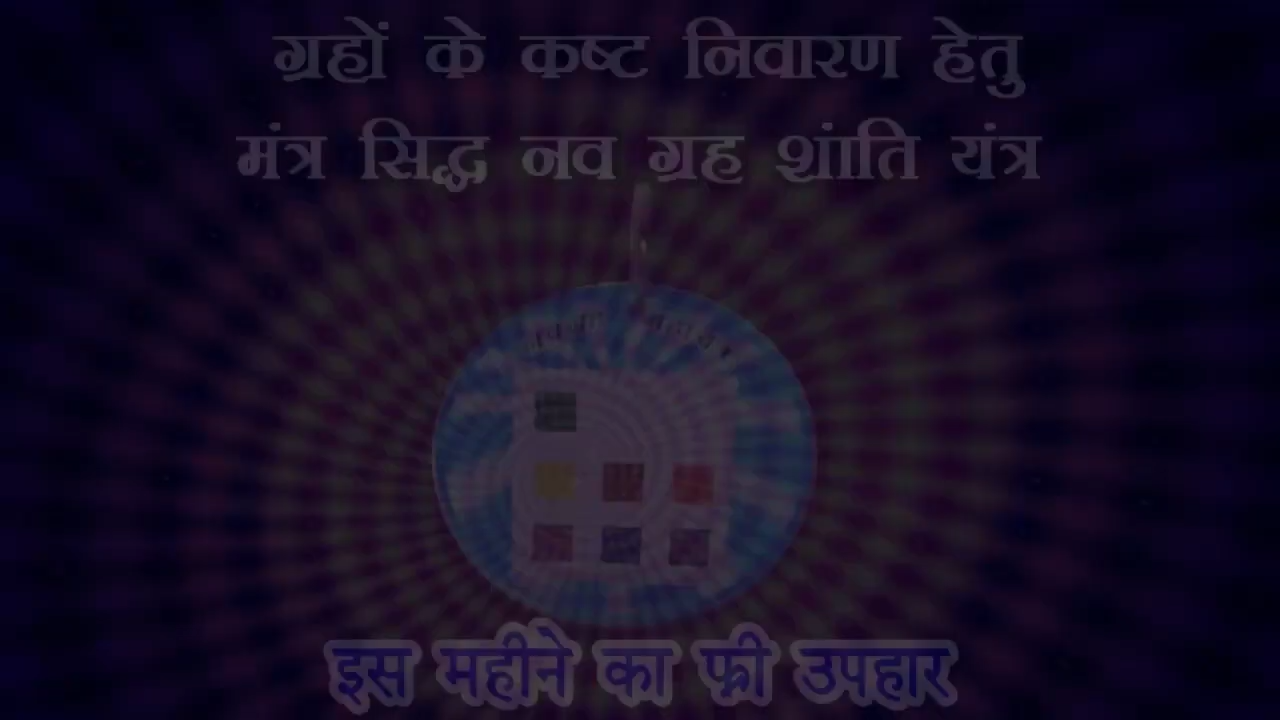 ग्रहों के कष्ट निवारण हेतु
मंत्र सिद्ध नव ग्रह शांति यंत्र
इस महीने का फ्री उपहार